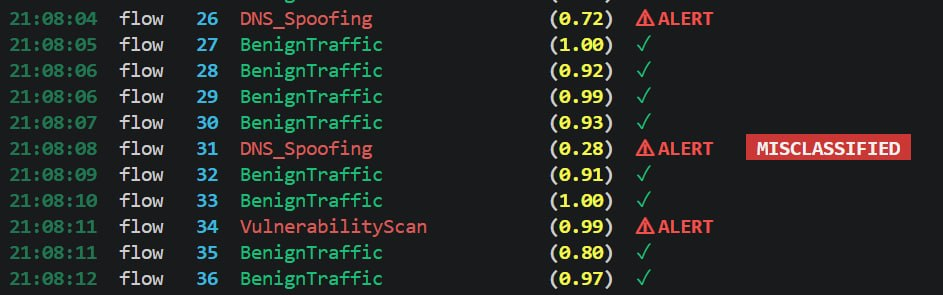 21:08:04 flow 26 DNS_Spoofing (0.72) ⚠ALERT
21:08:05 flow 27 BenignTraffic (1.00) ✓
21:08:06 flow 28 BenignTraffic (0.92) ✓
21:08:06 flow 29 BenignTraffic (0.99) ✓
21:08:07 flow 30 BenignTraffic (0.93) ✓
21:08:08 flow 31 DNS_Spoofing (0.28) ⚠ALERT MISCLASSIFIED
21:08:09 flow 32 BenignTraffic (0.91) ✓
21:08:10 flow 33 BenignTraffic (1.00) ✓
21:08:11 flow 34 VulnerabilityScan (0.99) ⚠ALERT
21:08:11 flow 35 BenignTraffic (0.80) ✓
21:08:12 flow 36 BenignTraffic (0.97) ✓